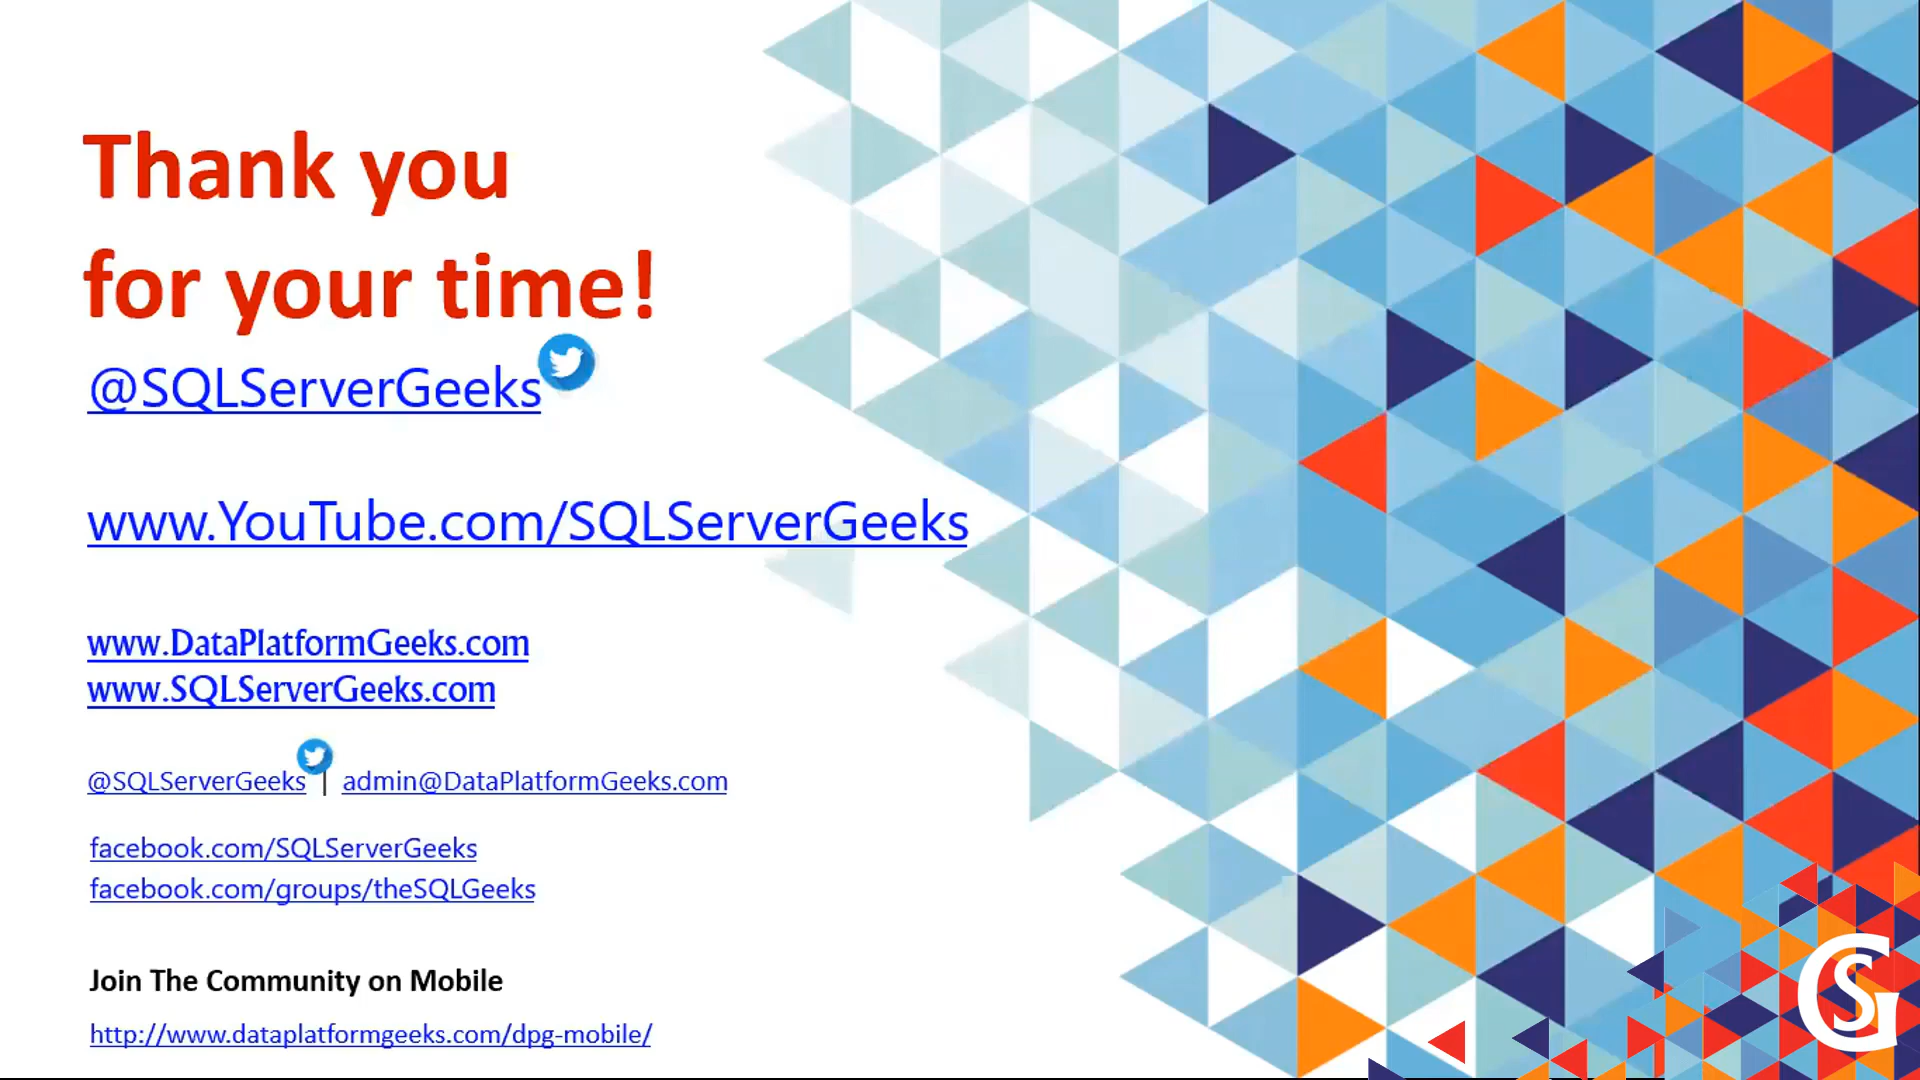 Thank you
for your time!
@SQLServerGeeks
www.YouTube.com/SQLServerGeeks
www.DataPlatformGeeks.com
www.SQLServerGeeks.com
@SQLServerGeeks | admin@DataPlatformGeeks.com
facebook.com/SQLServerGeeks
facebook.com/groups/theSQLGeeks
Join The Community on Mobile
http://www.dataplatformgeeks.com/dpg-mobile/
SG